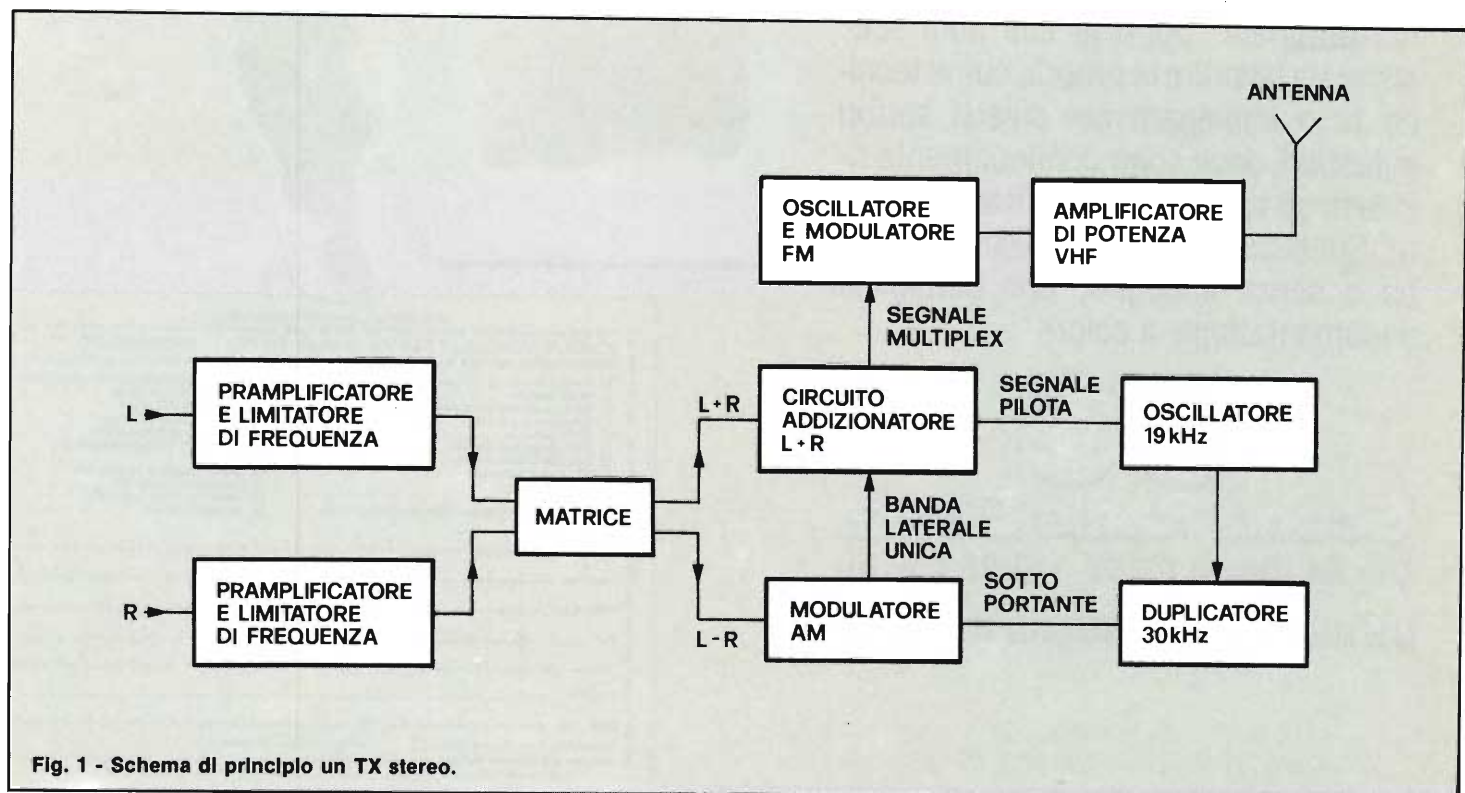 ANTENNA
OSCILLATORE
E MODULATORE
FM
AMPLIFICATORE
DI POTENZA
VHF
SEGNALE
MULTIPLEX
L
PRAMPLIFICATORE
E LIMITATORE
DI FREQUENZA
L+R
CIRCUITO
ADDIZIONATORE
L+R
SEGNALE
PILOTA
OSCILLATORE
19 kHz
MATRICE
BANDA
LATERALE
UNICA
R
PRAMPLIFICATORE
E LIMITATORE
DI FREQUENZA
L-R
MODULATORE
AM
SOTTO
PORTANTE
DUPLICATORE
30 kHz
Fig. 1 - Schema di principio un TX stereo.